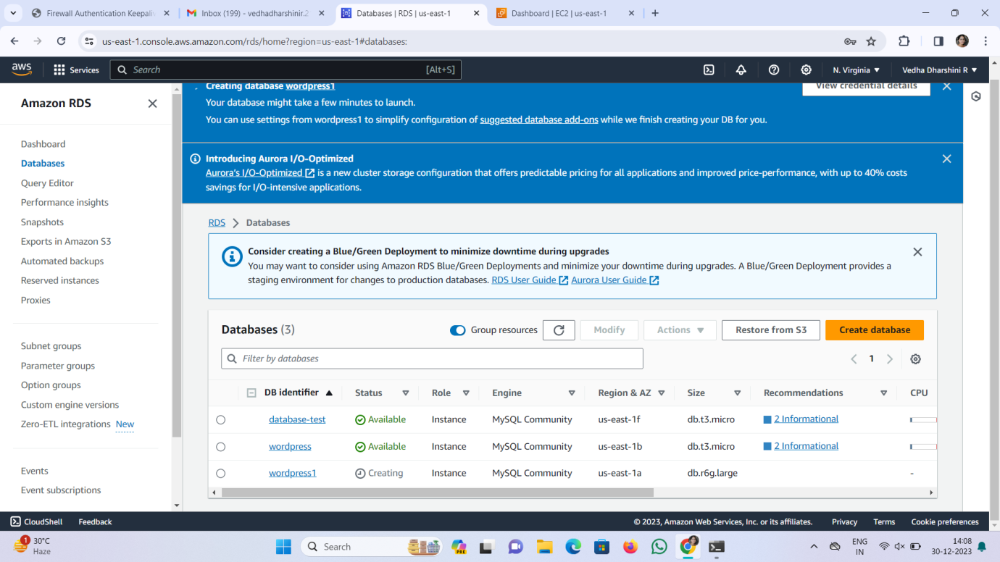 Firewall Authentication Keepaliv
Inbox (199) - vedhadharshinir.2
Databases | RDS | us-east-1
Dashboard | EC2 | us-east-1
us-east-1.console.aws.amazon.com/rds/home?region=us-east-1#databases:
aws
Services
Search
[Alt+S]
N. Virginia
Vedha Dharshini R
Amazon RDS
Dashboard
Databases
Query Editor
Performance insights
Snapshots
Exports in Amazon S3
Automated backups
Reserved instances
Proxies
Subnet groups
Parameter groups
Option groups
Custom engine versions
Zero-ETL integrations New
Events
Event subscriptions
Creating database wordpress1
View credential details
Your database might take a few minutes to launch.
You can use settings from wordpress1 to simplify configuration of suggested database add-ons while we finish creating your DB for you.
Introducing Aurora I/O-Optimized
Aurora's I/O-Optimized is a new cluster storage configuration that offers predictable pricing for all applications and improved price-performance, with up to 40% costs
savings for I/O-intensive applications.
RDS > Databases
Consider creating a Blue/Green Deployment to minimize downtime during upgrades
You may want to consider using Amazon RDS Blue/Green Deployments and minimize your downtime during upgrades. A Blue/Green Deployment provides a
staging environment for changes to production databases. RDS User Guide Aurora User Guide
Databases (3)
Group resources
Modify
Actions
Restore from S3
Create database
Filter by databases
1
DB identifier Status Role Engine Region & AZ Size Recommendations CPU
database-test Available Instance MySQL Community us-east-1f db.t3.micro 2 Informational
wordpress Available Instance MySQL Community us-east-1b db.t3.micro 2 Informational
wordpress1 Creating Instance MySQL Community us-east-1a db.r6g.large -
CloudShell
Feedback
© 2023, Amazon Web Services, Inc. or its affiliates.
Privacy
Terms
Cookie preferences
1
30°C
Haze
Search
PRE
ENG
IN
14:08
30-12-2023